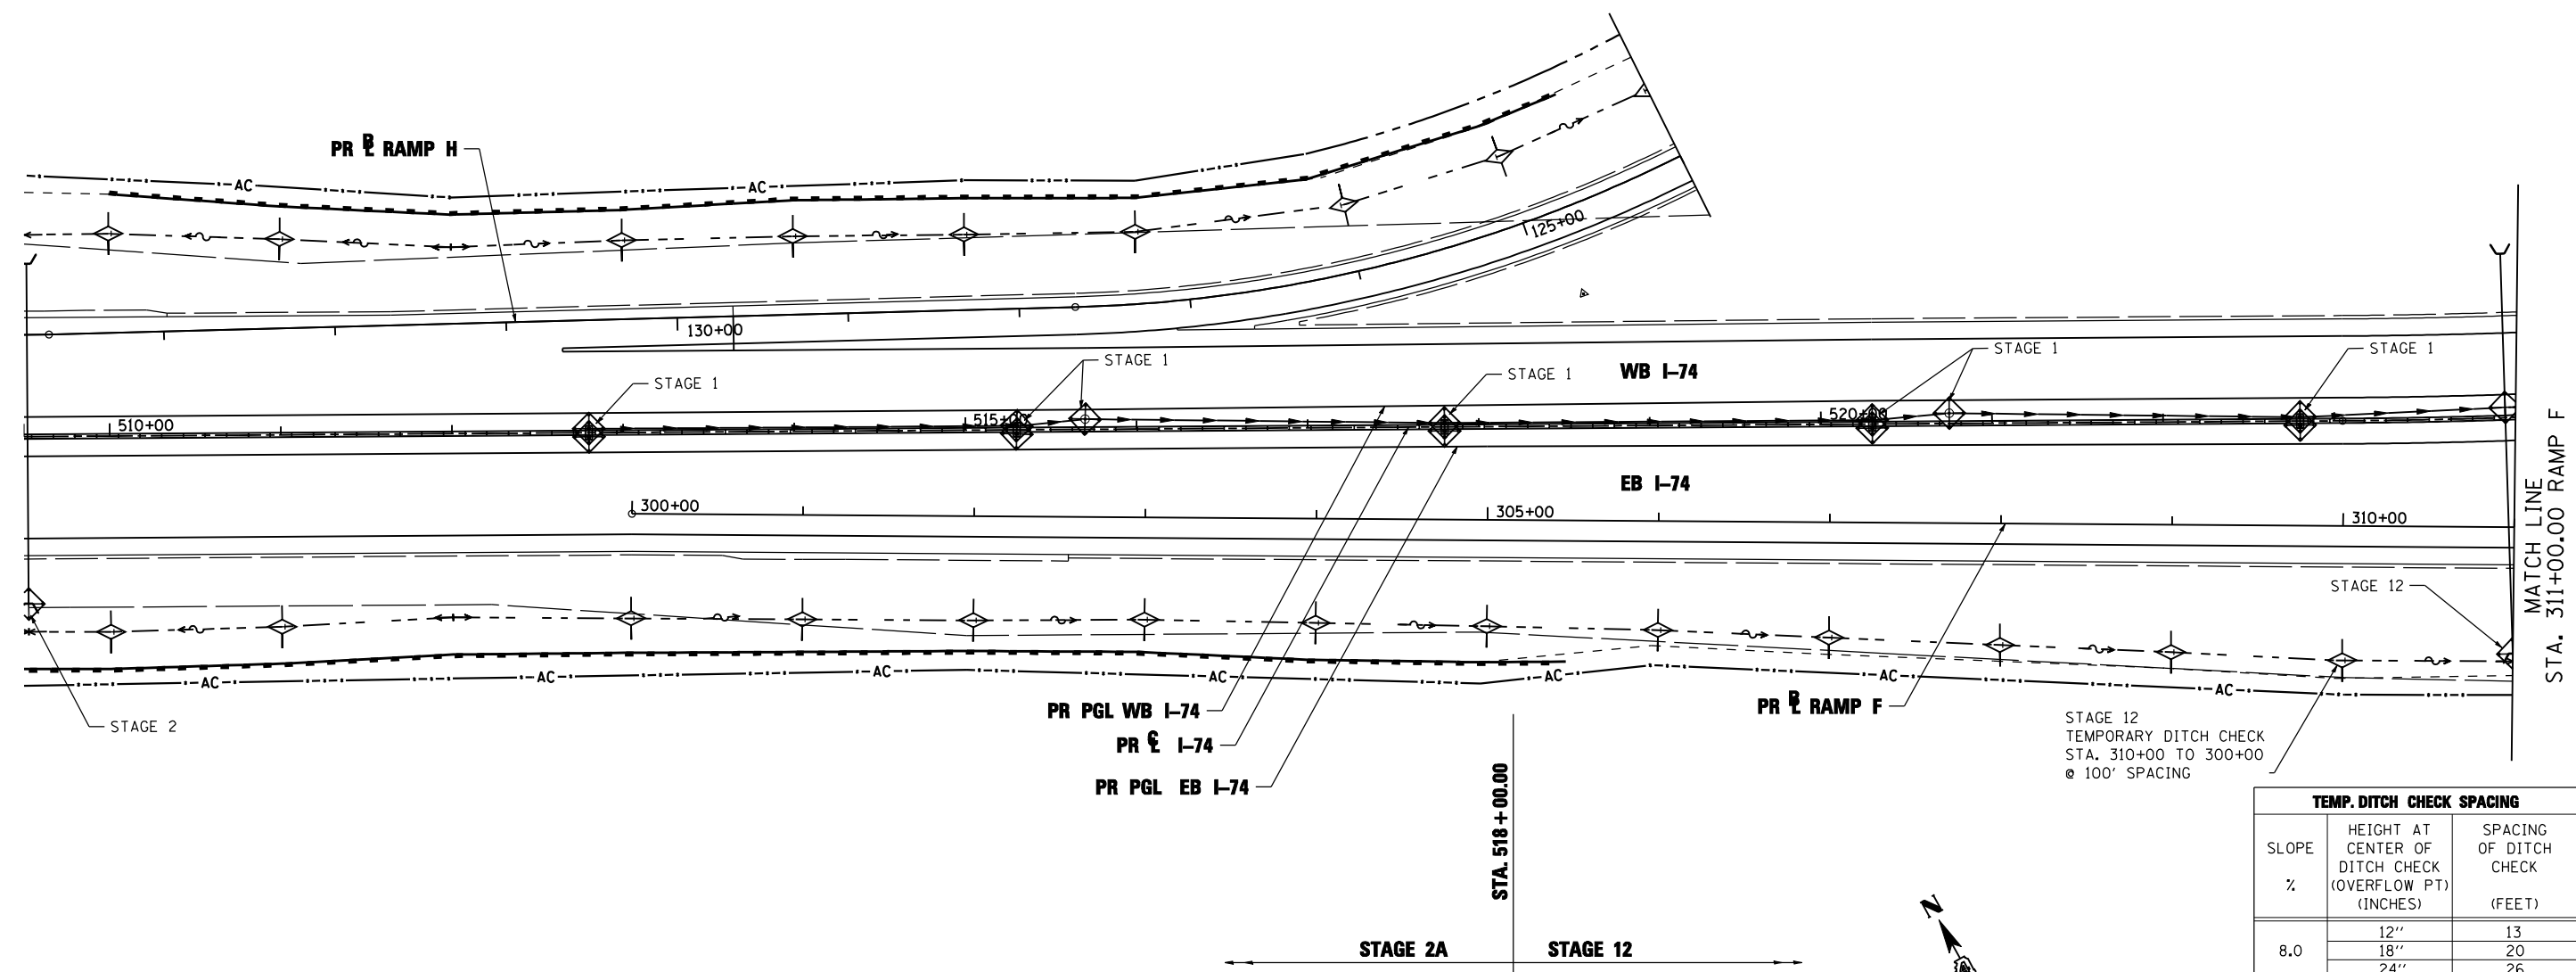 PR ⅊ RAMP H
AC
AC
125+00
130+00
STAGE 1
STAGE 1
STAGE 1
STAGE 1
STAGE 1
WB I-74
510+00
515+00
520+00
EB I-74
300+00
305+00
310+00
MATCH LINE
STA. 311+00.00 RAMP F
STAGE 12
AC
AC
AC
AC
AC
AC
AC
STAGE 2
PR PGL WB I-74
PR ℄ I-74
PR PGL EB I-74
PR ⅊ RAMP F
STAGE 12
TEMPORARY DITCH CHECK
STA. 310+00 TO 300+00
@ 100' SPACING
STA. 518+00.00
STAGE 2A
STAGE 12
N
TEMP. DITCH CHECK SPACING
SLOPE
%
HEIGHT AT
CENTER OF
DITCH CHECK
(OVERFLOW PT)
(INCHES)
SPACING
OF DITCH
CHECK
(FEET)
8.0
12'' 13
18'' 20
24'' 26